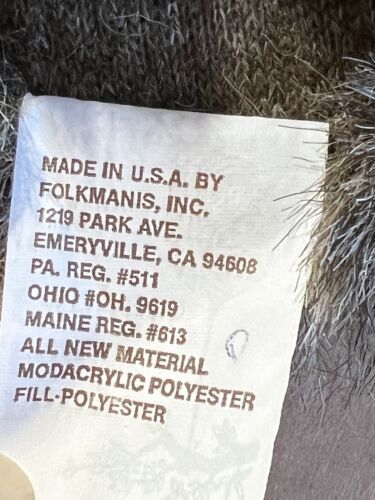 MADE IN U.S.A. BY
FOLKMANIS, INC.
1219 PARK AVE.
EMERYVILLE, CA 94608
PA. REG. #511
OHIO #OH. 9619
MAINE REG. #613
ALL NEW MATERIAL
MODACRYLIC POLYESTER
FILL-POLYESTER